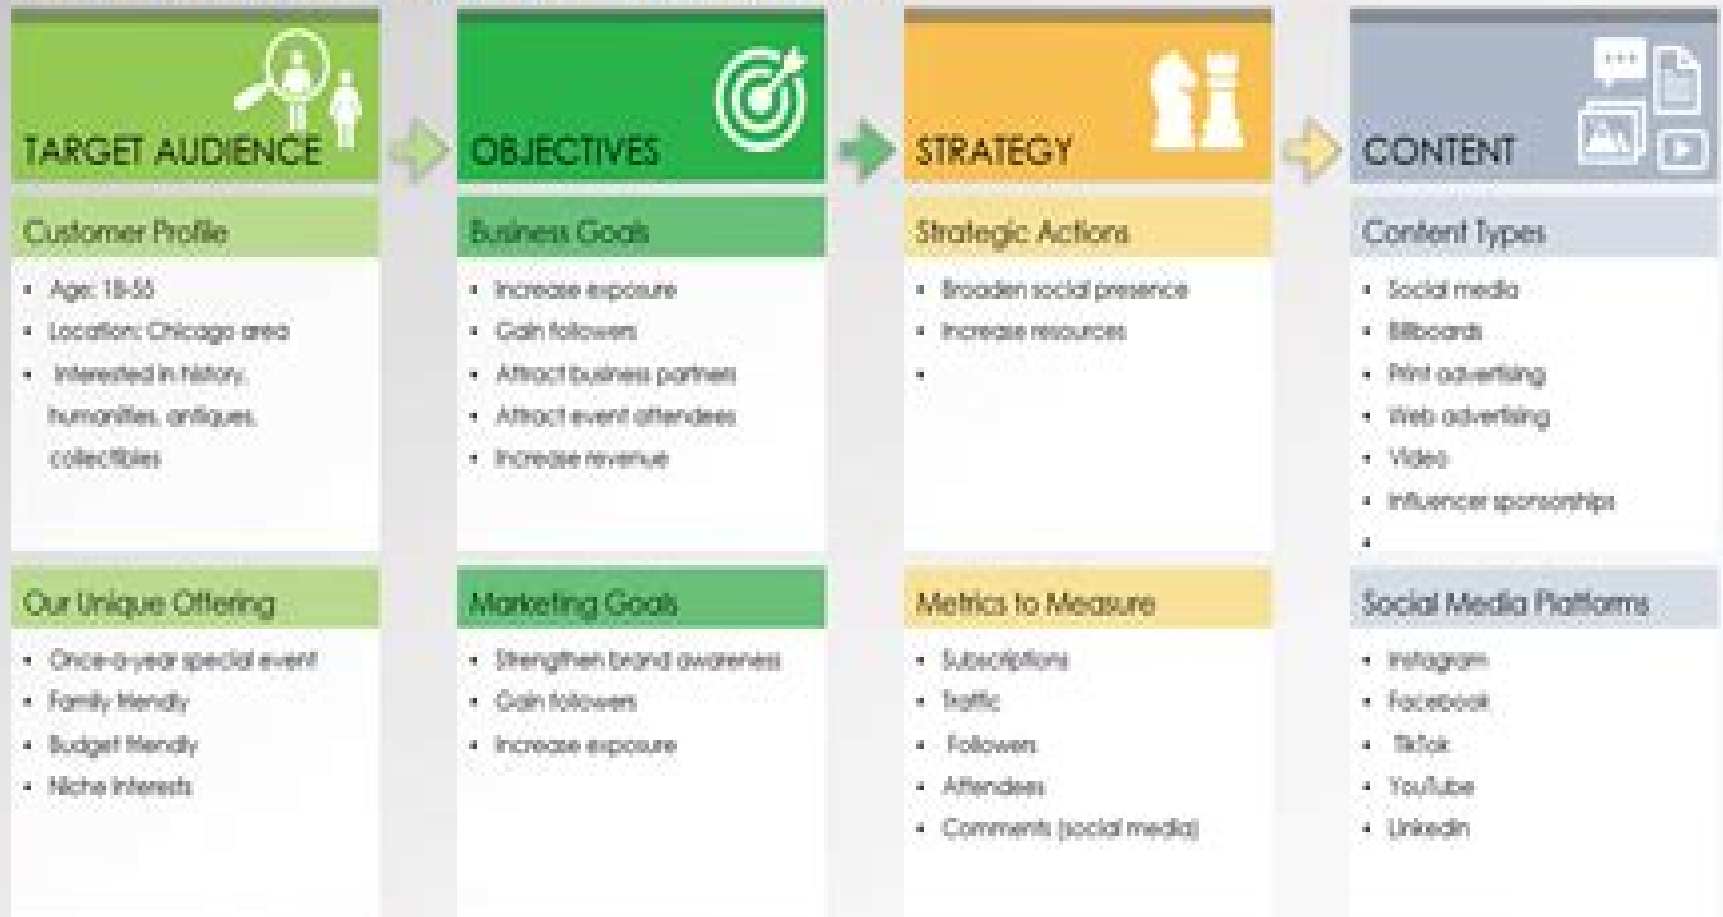 TARGET AUDIENCE
Customer Profile
• Age: 18-55
• Location: Chicago area
• Interested in history,
humanities, antiques,
collectibles
Our Unique Offering
• Once-a-year special event
• Family friendly
• Budget friendly
• Niche interests
OBJECTIVES
Business Goals
• Increase exposure
• Gain followers
• Attract business partners
• Attract event attendees
• Increase revenue
Marketing Goals
• Strengthen brand awareness
• Gain followers
• Increase exposure
STRATEGY
Strategic Actions
• Broaden social presence
• Increase resources
•
Metrics to Measure
• Subscriptions
• Traffic
• Followers
• Attendees
• Comments (social media)
CONTENT
Content Types
• Social media
• Billboards
• Print advertising
• Web advertising
• Video
• Influencer sponsorships
•
Social Media Platforms
• Instagram
• Facebook
• TikTok
• YouTube
• LinkedIn